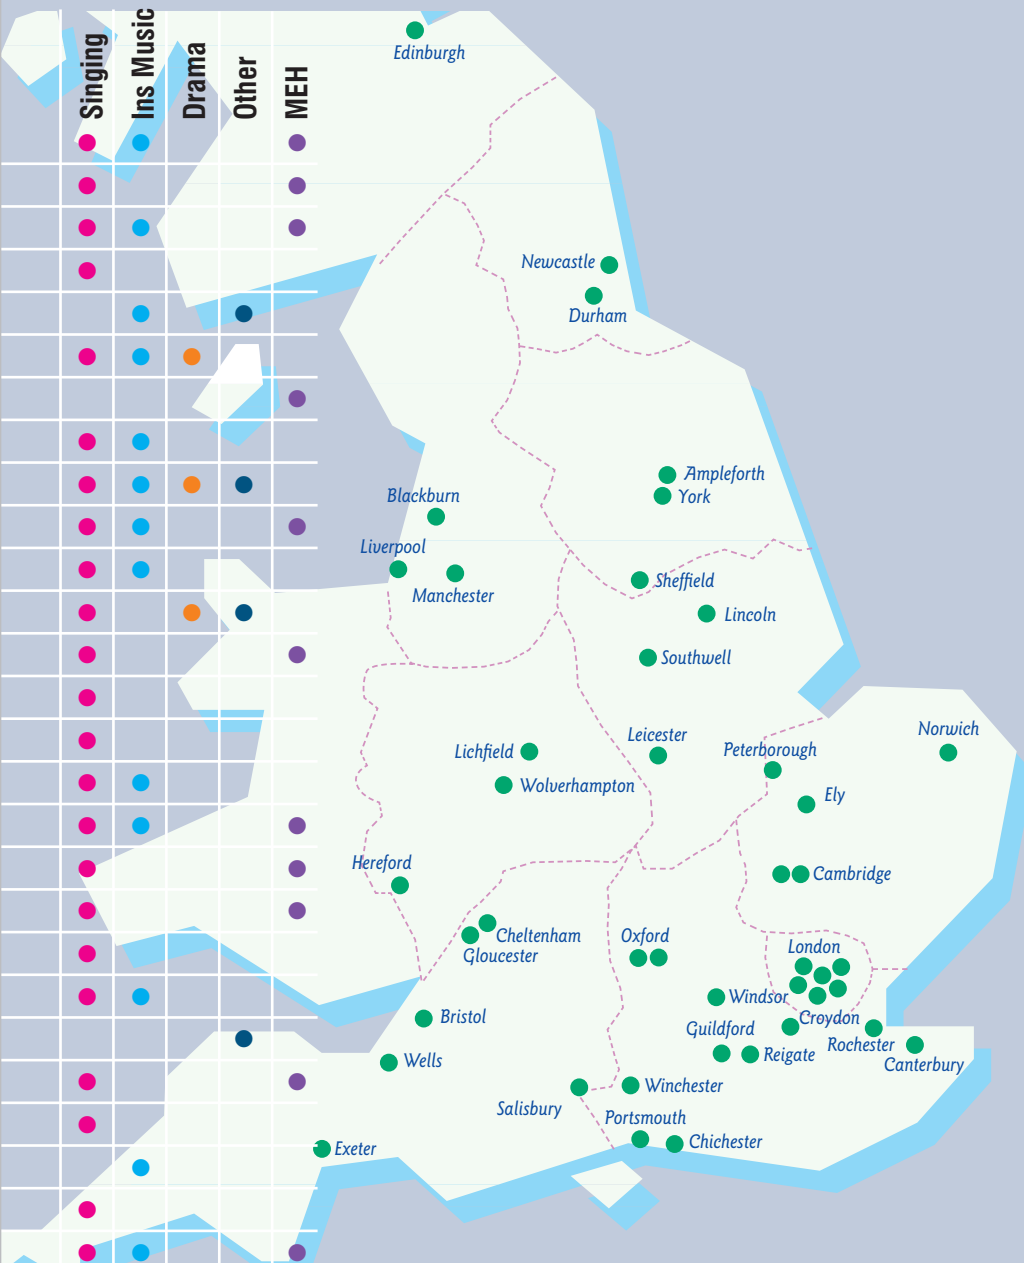 Singing
Ins Music
Drama
Other
MEH
Edinburgh
Newcastle
Durham
Ampleforth
York
Blackburn
Liverpool
Manchester
Sheffield
Lincoln
Southwell
Lichfield
Wolverhampton
Leicester
Peterborough
Norwich
Ely
Hereford
Cambridge
Cheltenham
Gloucester
Oxford
London
Windsor
Bristol
Croydon
Guildford
Rochester
Reigate
Canterbury
Wells
Winchester
Salisbury
Portsmouth
Chichester
Exeter